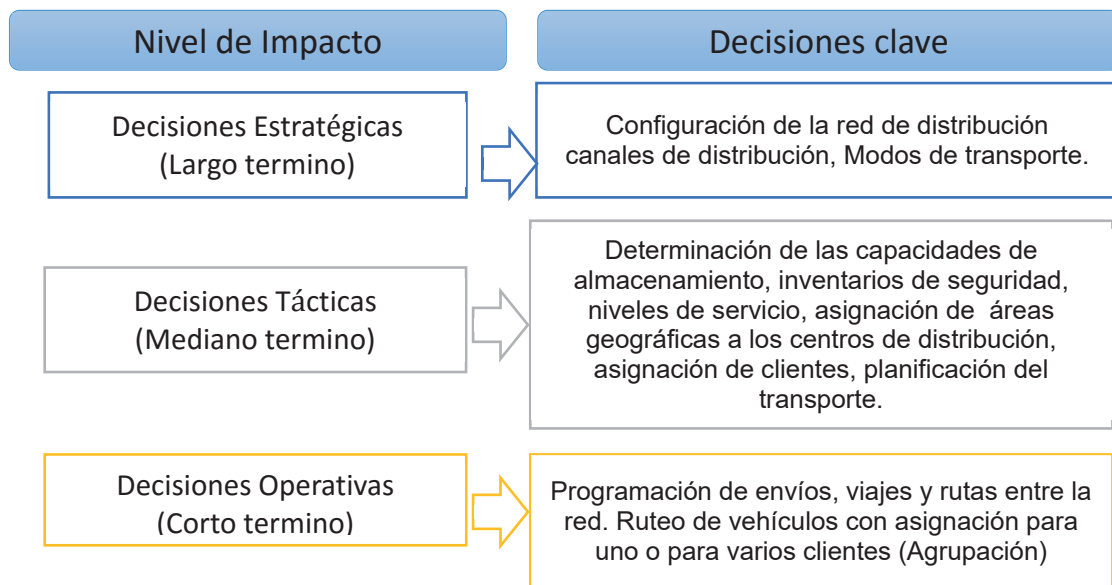 Nivel de Impacto
Decisiones clave
Decisiones Estratégicas
(Largo termino)
Configuración de la red de distribución
canales de distribución, Modos de transporte.
Decisiones Tácticas
(Mediano termino)
Determinación de las capacidades de
almacenamiento, inventarios de seguridad,
niveles de servicio, asignación de áreas
geográficas a los centros de distribución,
asignación de clientes, planificación del
transporte.
Decisiones Operativas
(Corto termino)
Programación de envíos, viajes y rutas entre la
red. Ruteo de vehículos con asignación para
uno o para varios clientes (Agrupación)